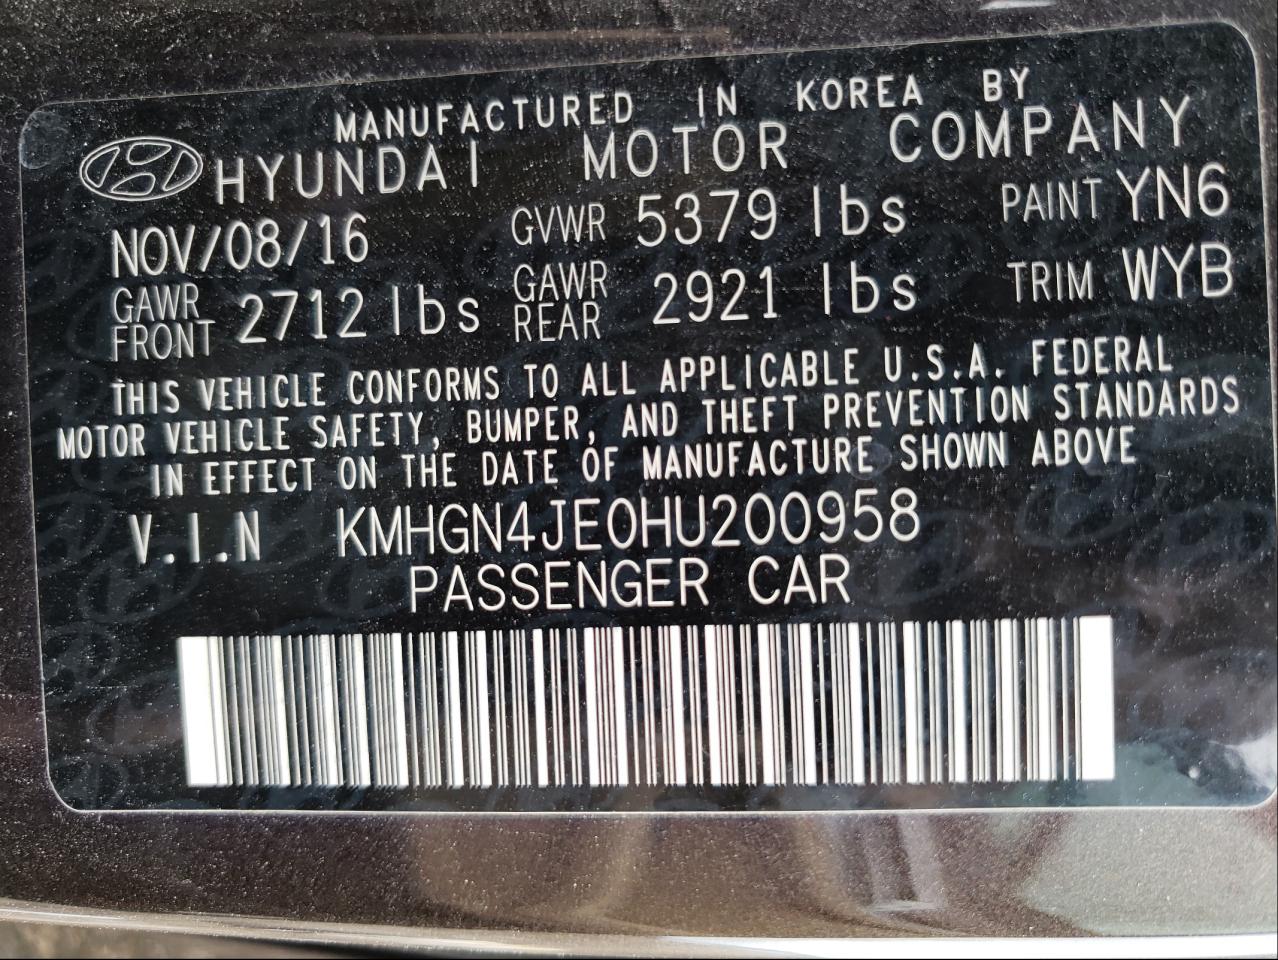 MANUFACTURED IN KOREA BY
HYUNDAI MOTOR COMPANY
NOV/08/16 GVWR 5379 lbs PAINT YN6
GAWR FRONT 2712 lbs GAWR REAR 2921 lbs TRIM WYB
THIS VEHICLE CONFORMS TO ALL APPLICABLE U.S.A. FEDERAL
MOTOR VEHICLE SAFETY, BUMPER, AND THEFT PREVENTION STANDARDS
IN EFFECT ON THE DATE OF MANUFACTURE SHOWN ABOVE
V.I.N KMHGN4JE0HU200958
PASSENGER CAR